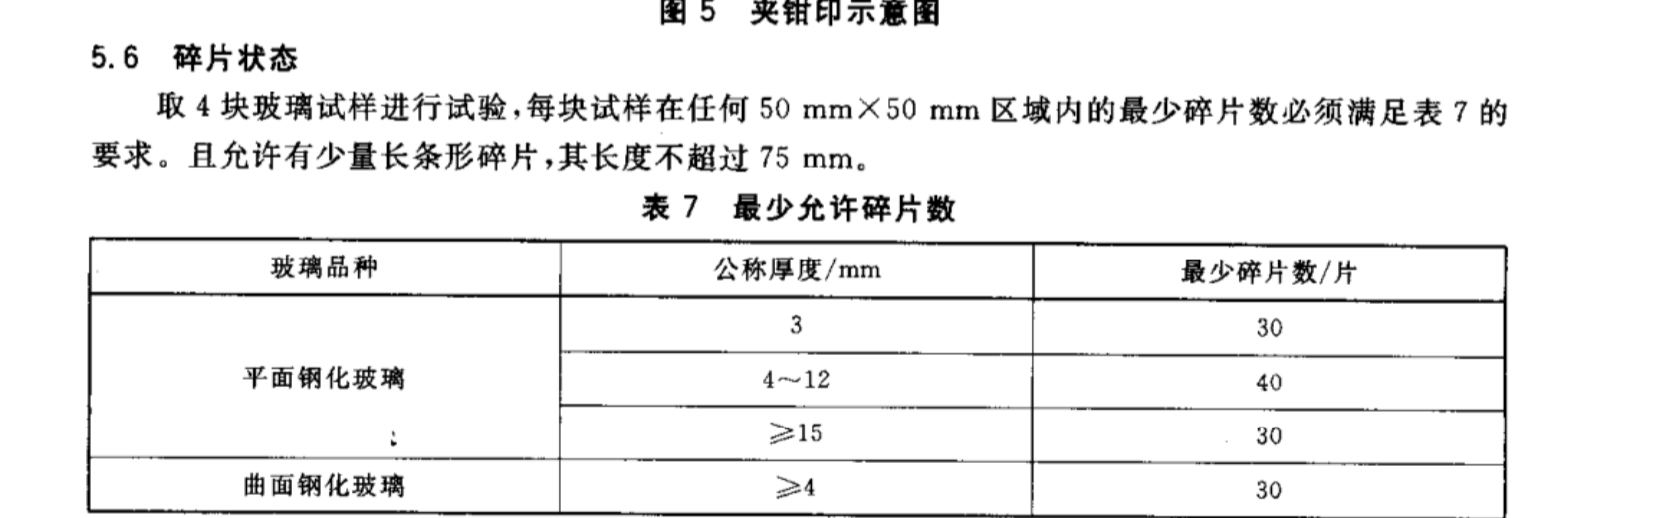 图 5 夹钳印示意图
5.6 碎片状态
取 4 块玻璃试样进行试验,每块试样在任何 50 mm×50 mm 区域内的最少碎片数必须满足表 7 的
要求。且允许有少量长条形碎片,其长度不超过 75 mm。
表 7 最少允许碎片数
玻璃品种 公称厚度/mm 最少碎片数/片
3 30
平面钢化玻璃 4～12 40
≥15 30
曲面钢化玻璃 ≥4 30